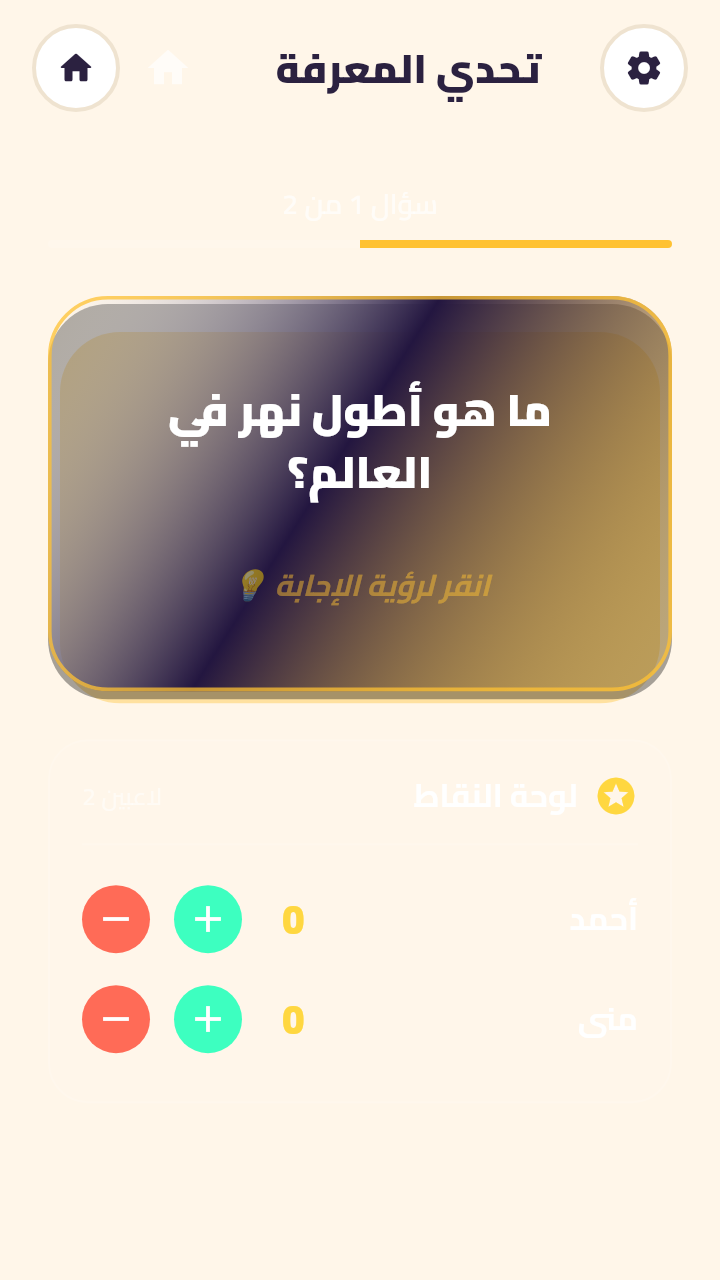 تحدي المعرفة
سؤال 1 من 2
ما هو أطول نهر في
العالم؟
انقر لرؤية الإجابة 💡
لوحة النقاط
2 لاعبين
أحمد
0
منى
0